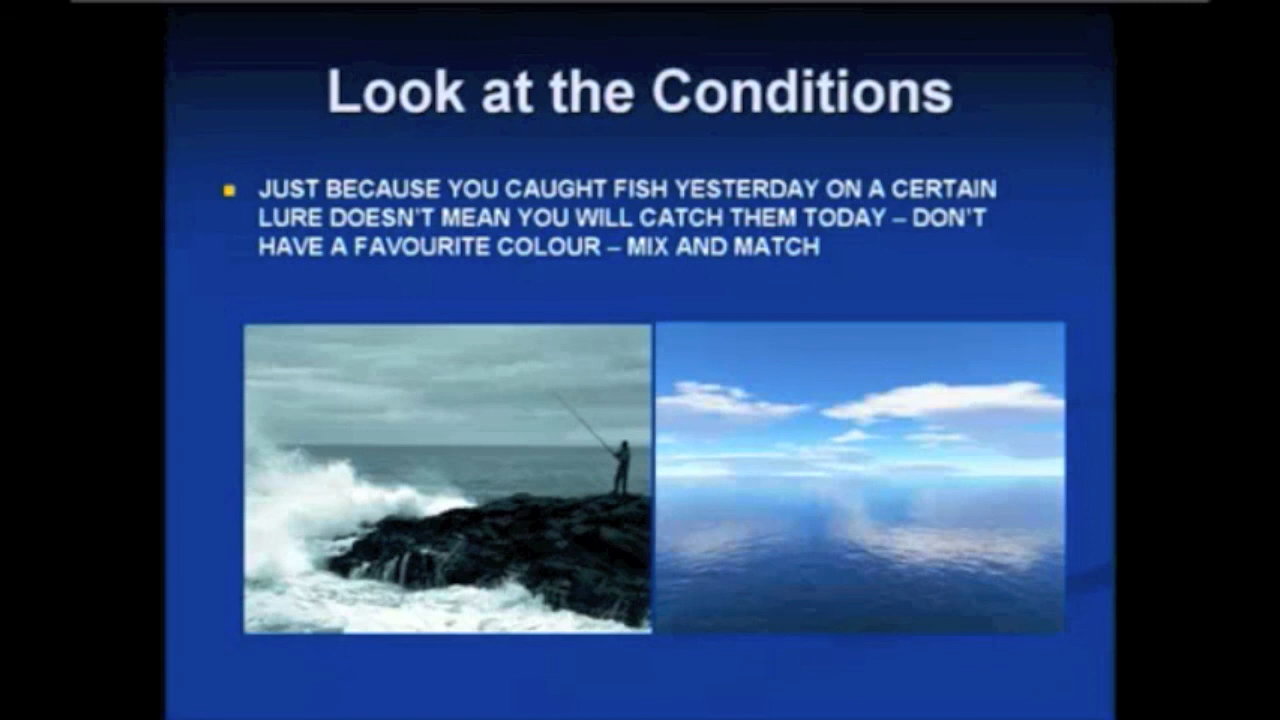 Look at the Conditions
JUST BECAUSE YOU CAUGHT FISH YESTERDAY ON A CERTAIN
LURE DOESN'T MEAN YOU WILL CATCH THEM TODAY – DON'T
HAVE A FAVOURITE COLOUR – MIX AND MATCH